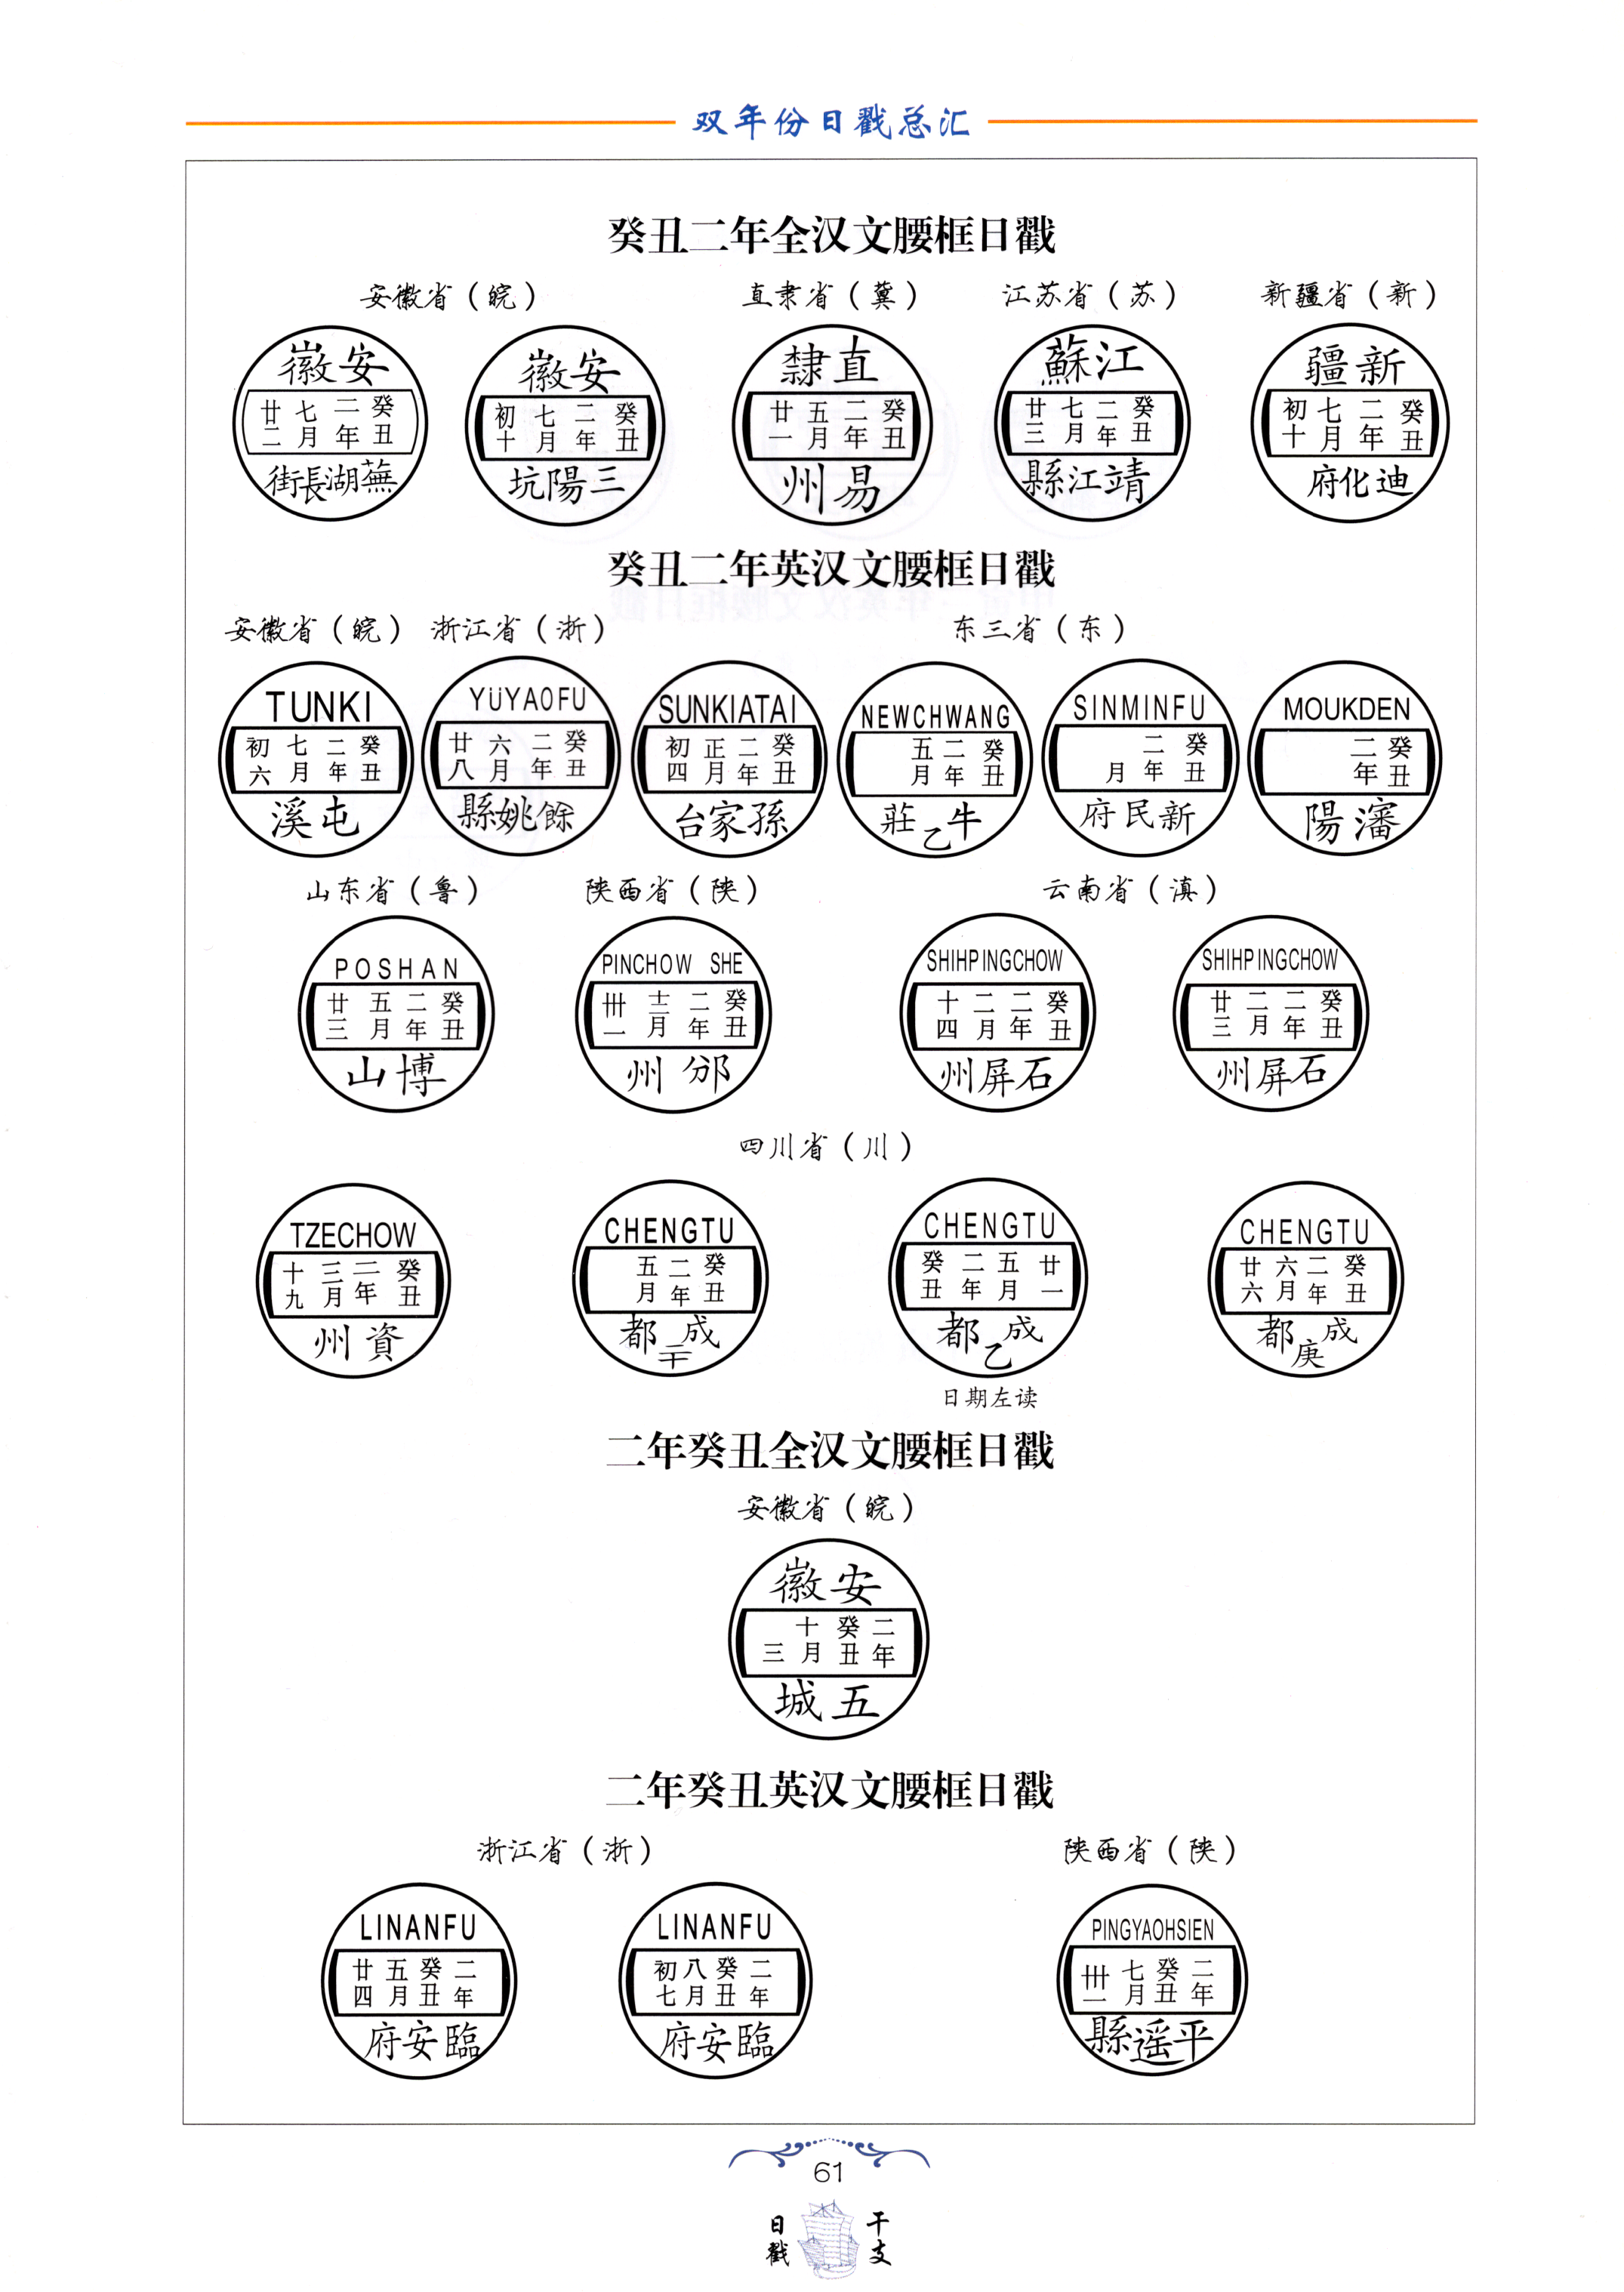 双年份日戳总汇
癸丑二年全汉文腰框日戳
安徽省（皖） 直隶省（冀） 江苏省（苏） 新疆省（新）
徽安
癸丑 二年 七月 廿二
街長湖蕪
徽安
癸丑 二年 七月 初十
坑陽三
隸直
癸丑 二年 五月 廿一
州易
蘇江
癸丑 二年 七月 廿三
縣江靖
疆新
癸丑 二年 七月 初十
府化迪
癸丑二年英汉文腰框日戳
安徽省（皖） 浙江省（浙） 东三省（东）
TUNKI
癸丑 二年 七月 初六
溪屯
YüYAOFU
癸丑 二年 六月 廿八
縣姚餘
SUNKIATAI
癸丑 二年 正月 初四
台家孫
NEWCHWANG
癸丑 二年 五月
莊乙牛
SINMINFU
癸丑 二年 月
府民新
MOUKDEN
癸丑 二年
陽瀋
山东省（鲁） 陕西省（陕） 云南省（滇）
POSHAN
癸丑 二年 五月 廿三
山博
PINCHOW SHE
癸丑 二年 十二月 卅一
州邠
SHIHPINGCHOW
癸丑 二年 二月 十四
州屏石
SHIHPINGCHOW
癸丑 二年 二月 廿三
州屏石
四川省（川）
TZECHOW
癸丑 二年 三月 十九
州資
CHENGTU
癸丑 二年 五月
都 成
CHENGTU
癸丑 二年 五月 廿一
都乙成
日期左读
CHENGTU
癸丑 二年 六月 廿六
都庚成
二年癸丑全汉文腰框日戳
安徽省（皖）
徽安
二年 癸丑 十月 三
城五
二年癸丑英汉文腰框日戳
浙江省（浙） 陕西省（陕）
LINANFU
二年 癸丑 五月 廿四
府安臨
LINANFU
二年 癸丑 八月 初七
府安臨
PINGYAOHSIEN
二年 癸丑 七月 卅一
縣遥平
61
干支
日戳